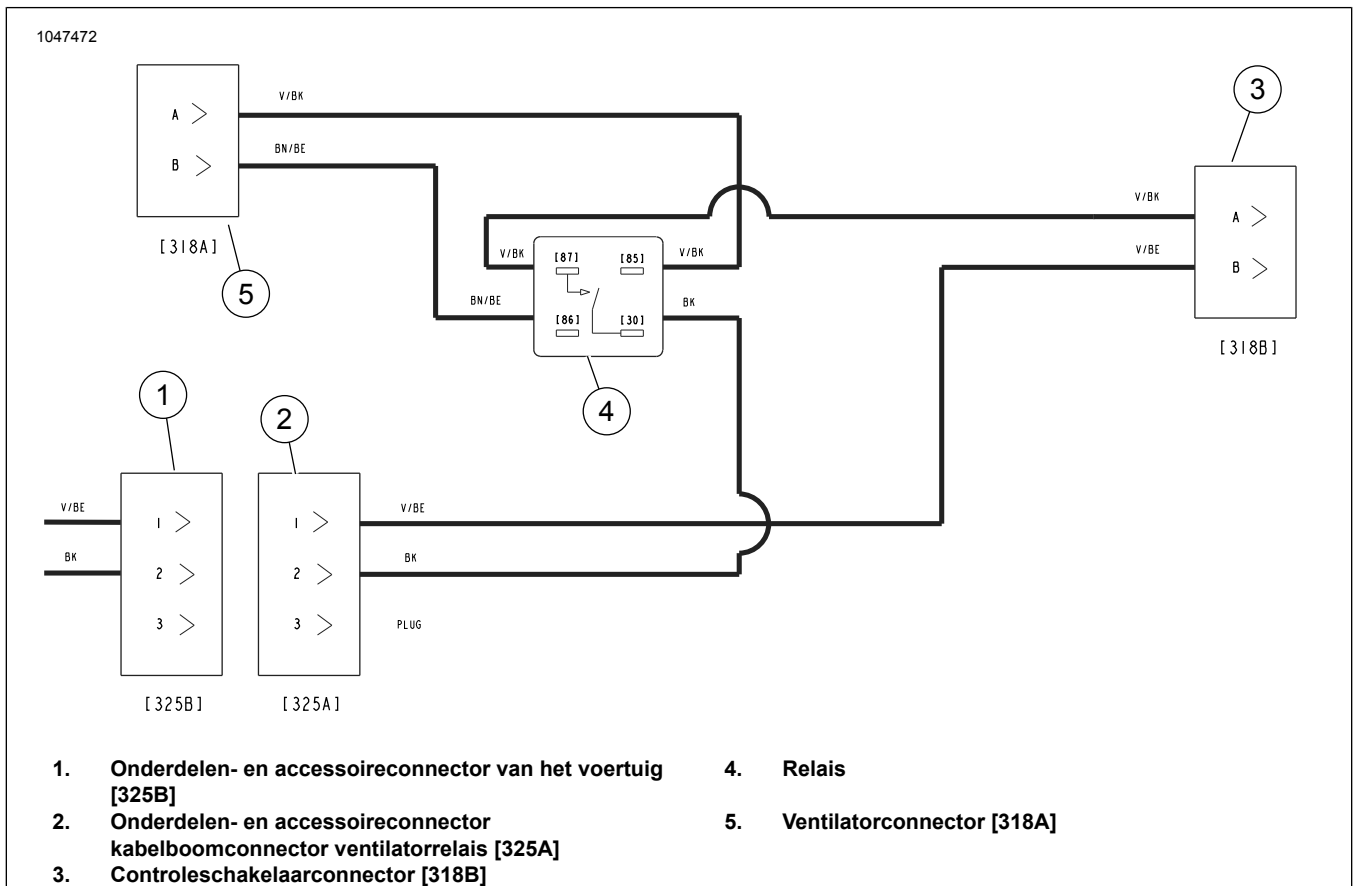 1047472
A
B
V/BK
BN/BE
[318A]
5
3
V/BK
V/BE
A
B
[318B]
V/BK
[87]
[85]
V/BK
BN/BE
[86]
[30]
BK
4
1
2
V/BE
BK
1
2
3
[325B]
1
2
3
V/BE
BK
PLUG
[325A]
1. Onderdelen- en accessoireconnector van het voertuig
[325B]
2. Onderdelen- en accessoireconnector
kabelboomconnector ventilatorrelais [325A]
3. Controleschakelaarconnector [318B]
4. Relais
5. Ventilatorconnector [318A]